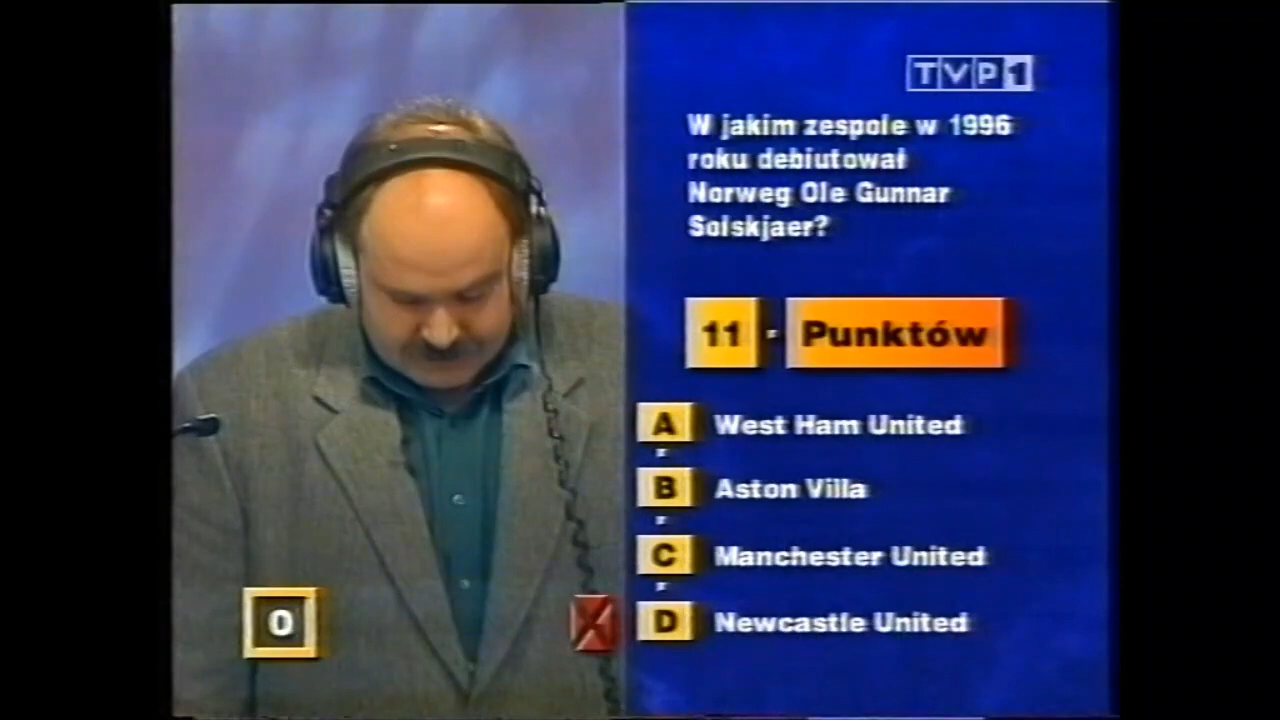 TVP1
W jakim zespole w 1996
roku debiutował
Norweg Ole Gunnar
Solskjaer?
11 Punktów
A West Ham United
B Aston Villa
C Manchester United
D Newcastle United
0
X